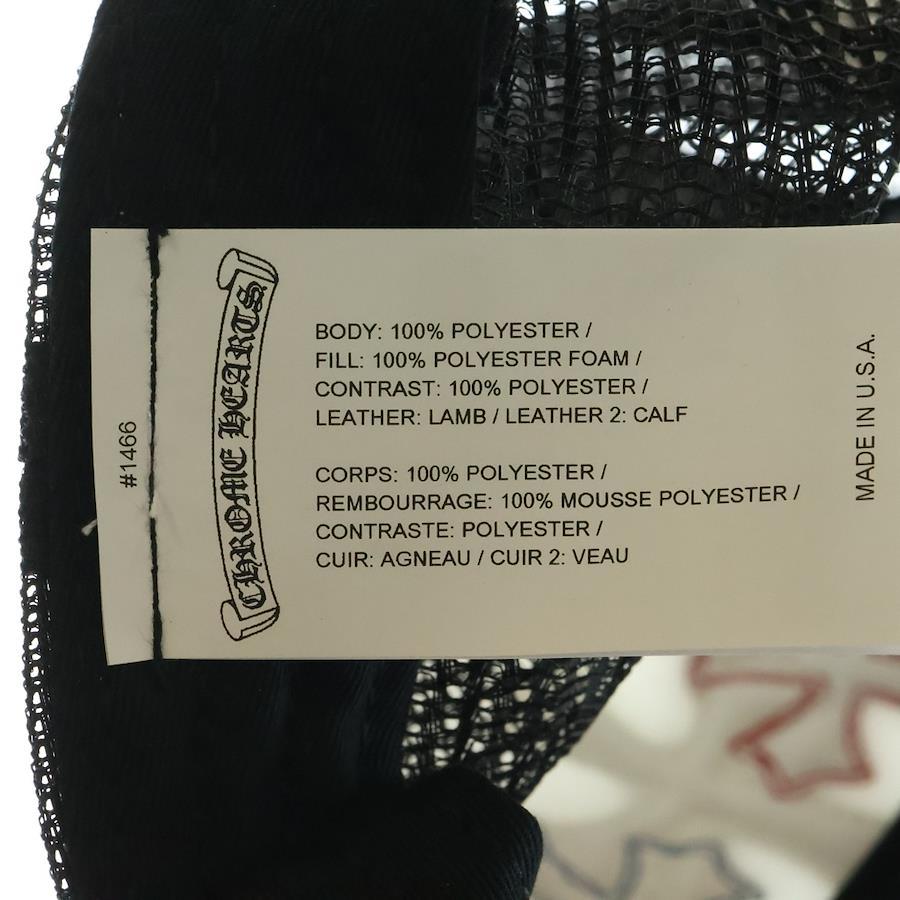 #1466
CHROME HEARTS
BODY: 100% POLYESTER /
FILL: 100% POLYESTER FOAM /
CONTRAST: 100% POLYESTER /
LEATHER: LAMB / LEATHER 2: CALF
CORPS: 100% POLYESTER /
REMBOURRAGE: 100% MOUSSE POLYESTER /
CONTRASTE: POLYESTER /
CUIR: AGNEAU / CUIR 2: VEAU
MADE IN U.S.A.